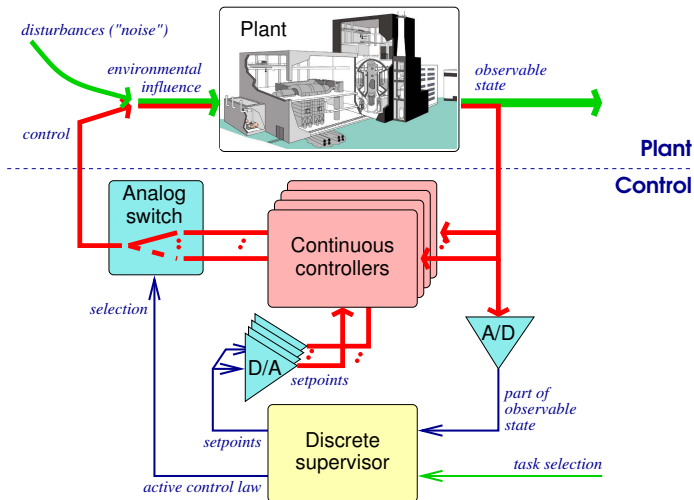 disturbances ("noise")
Plant
environmental
influence
observable
state
control
Plant
Control
Analog
switch
Continuous
controllers
selection
A/D
D/A
setpoints
part of
observable
state
setpoints
Discrete
supervisor
task selection
active control law